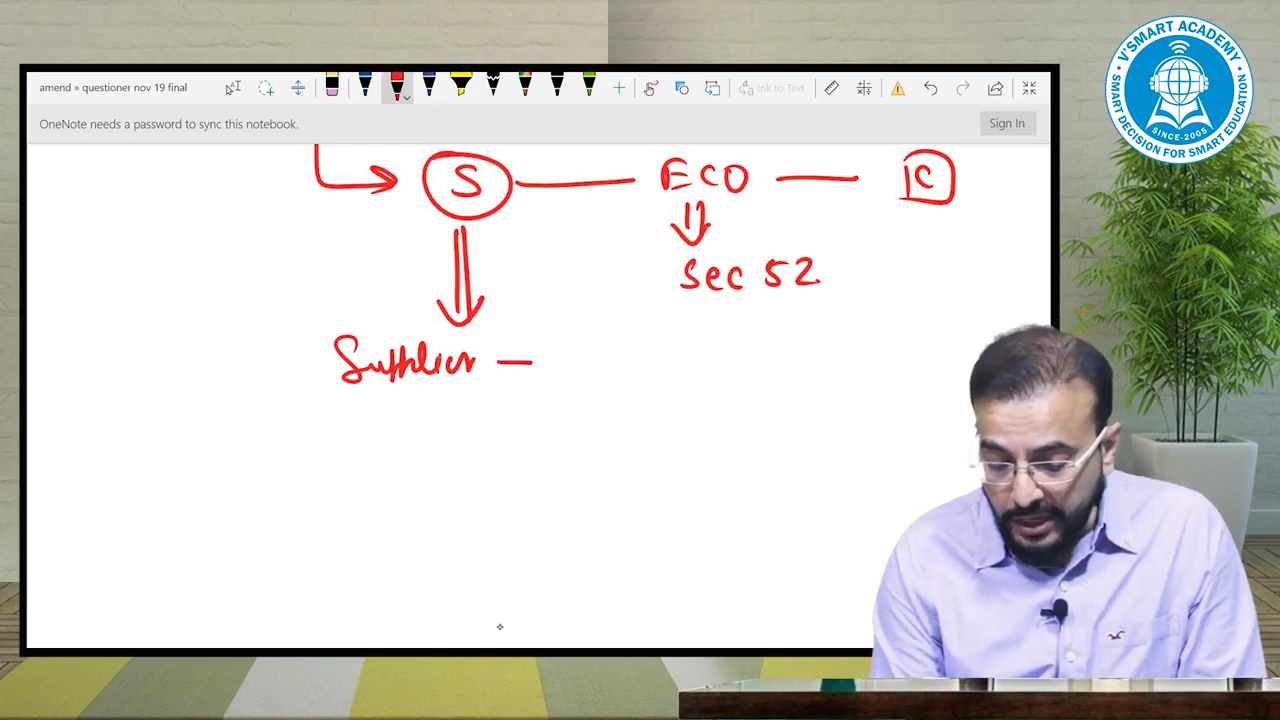 V'SMART ACADEMY
SMART DECISION FOR SMART EDUCATION
SINCE-2005
amend » questioner nov 19 final
Ink to Text
OneNote needs a password to sync this notebook.
Sign In
S ECO C
Sec 52
Supplier —